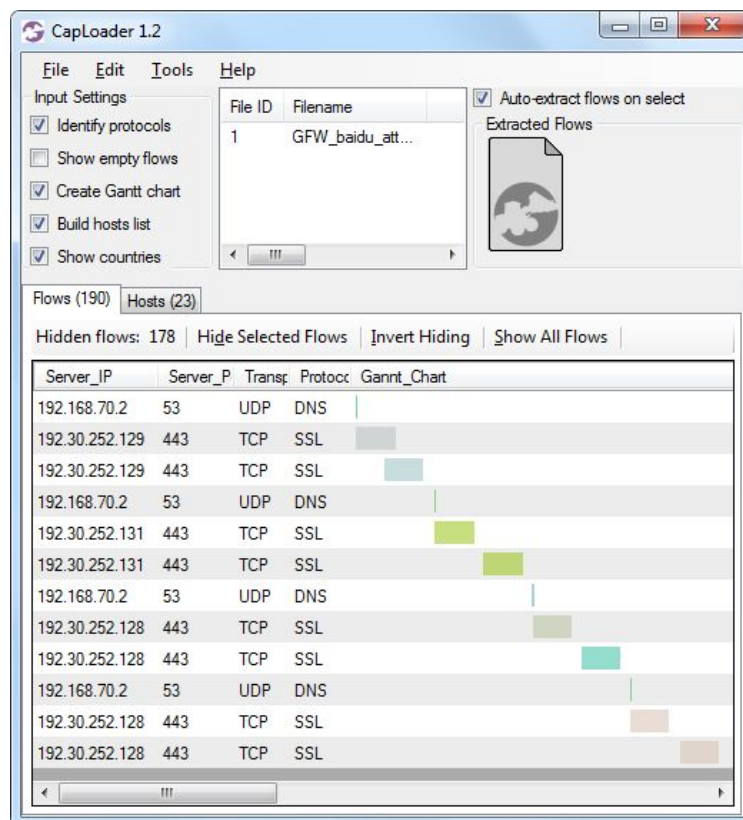 CapLoader 1.2
File Edit Tools Help
Input Settings
Identify protocols
Show empty flows
Create Gantt chart
Build hosts list
Show countries
File ID Filename
1 GFW_baidu_att...
Auto-extract flows on select
Extracted Flows
Flows (190) Hosts (23)
Hidden flows: 178 Hide Selected Flows Invert Hiding Show All Flows
Server_IP Server_P Transp Protocc Gannt_Chart
192.168.70.2 53 UDP DNS
192.30.252.129 443 TCP SSL
192.30.252.129 443 TCP SSL
192.168.70.2 53 UDP DNS
192.30.252.131 443 TCP SSL
192.30.252.131 443 TCP SSL
192.168.70.2 53 UDP DNS
192.30.252.128 443 TCP SSL
192.30.252.128 443 TCP SSL
192.168.70.2 53 UDP DNS
192.30.252.128 443 TCP SSL
192.30.252.128 443 TCP SSL